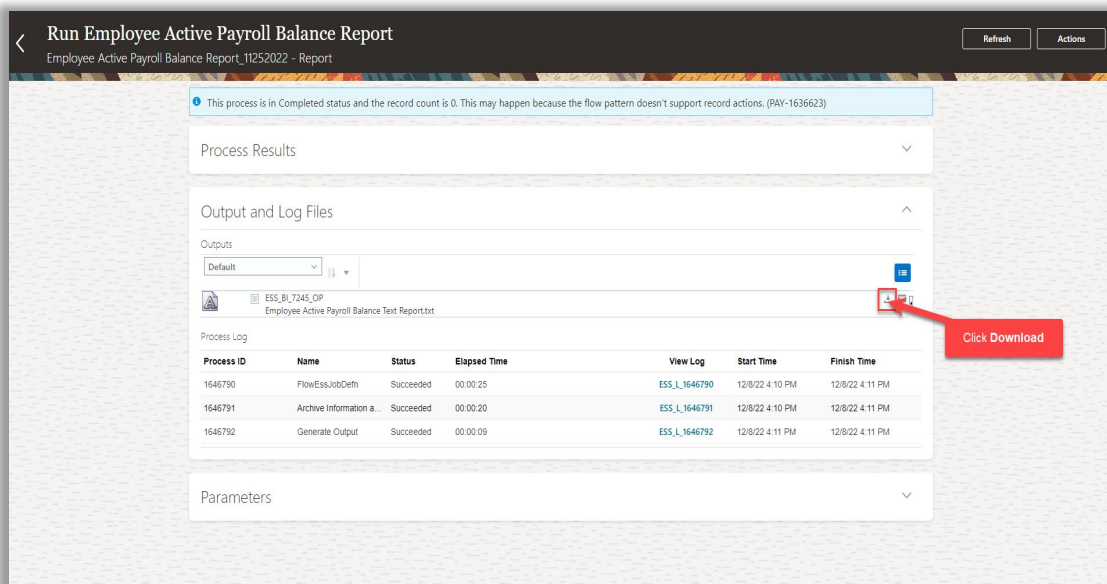 Run Employee Active Payroll Balance Report
Employee Active Payroll Balance Report_11252022 - Report
Refresh
Actions
This process is in Completed status and the record count is 0. This may happen because the flow pattern doesn't support record actions. (PAY-1636623)
Process Results
Output and Log Files
Outputs
Default
ESS_BI_7245_OP
Employee Active Payroll Balance Text Report.txt
Click Download
Process Log
Process ID Name Status Elapsed Time View Log Start Time Finish Time
1646790 FlowEssJobDefn Succeeded 00:00:25 ESS_L_1646790 12/8/22 4:10 PM 12/8/22 4:11 PM
1646791 Archive Information a... Succeeded 00:00:20 ESS_L_1646791 12/8/22 4:10 PM 12/8/22 4:11 PM
1646792 Generate Output Succeeded 00:00:09 ESS_L_1646792 12/8/22 4:11 PM 12/8/22 4:11 PM
Parameters